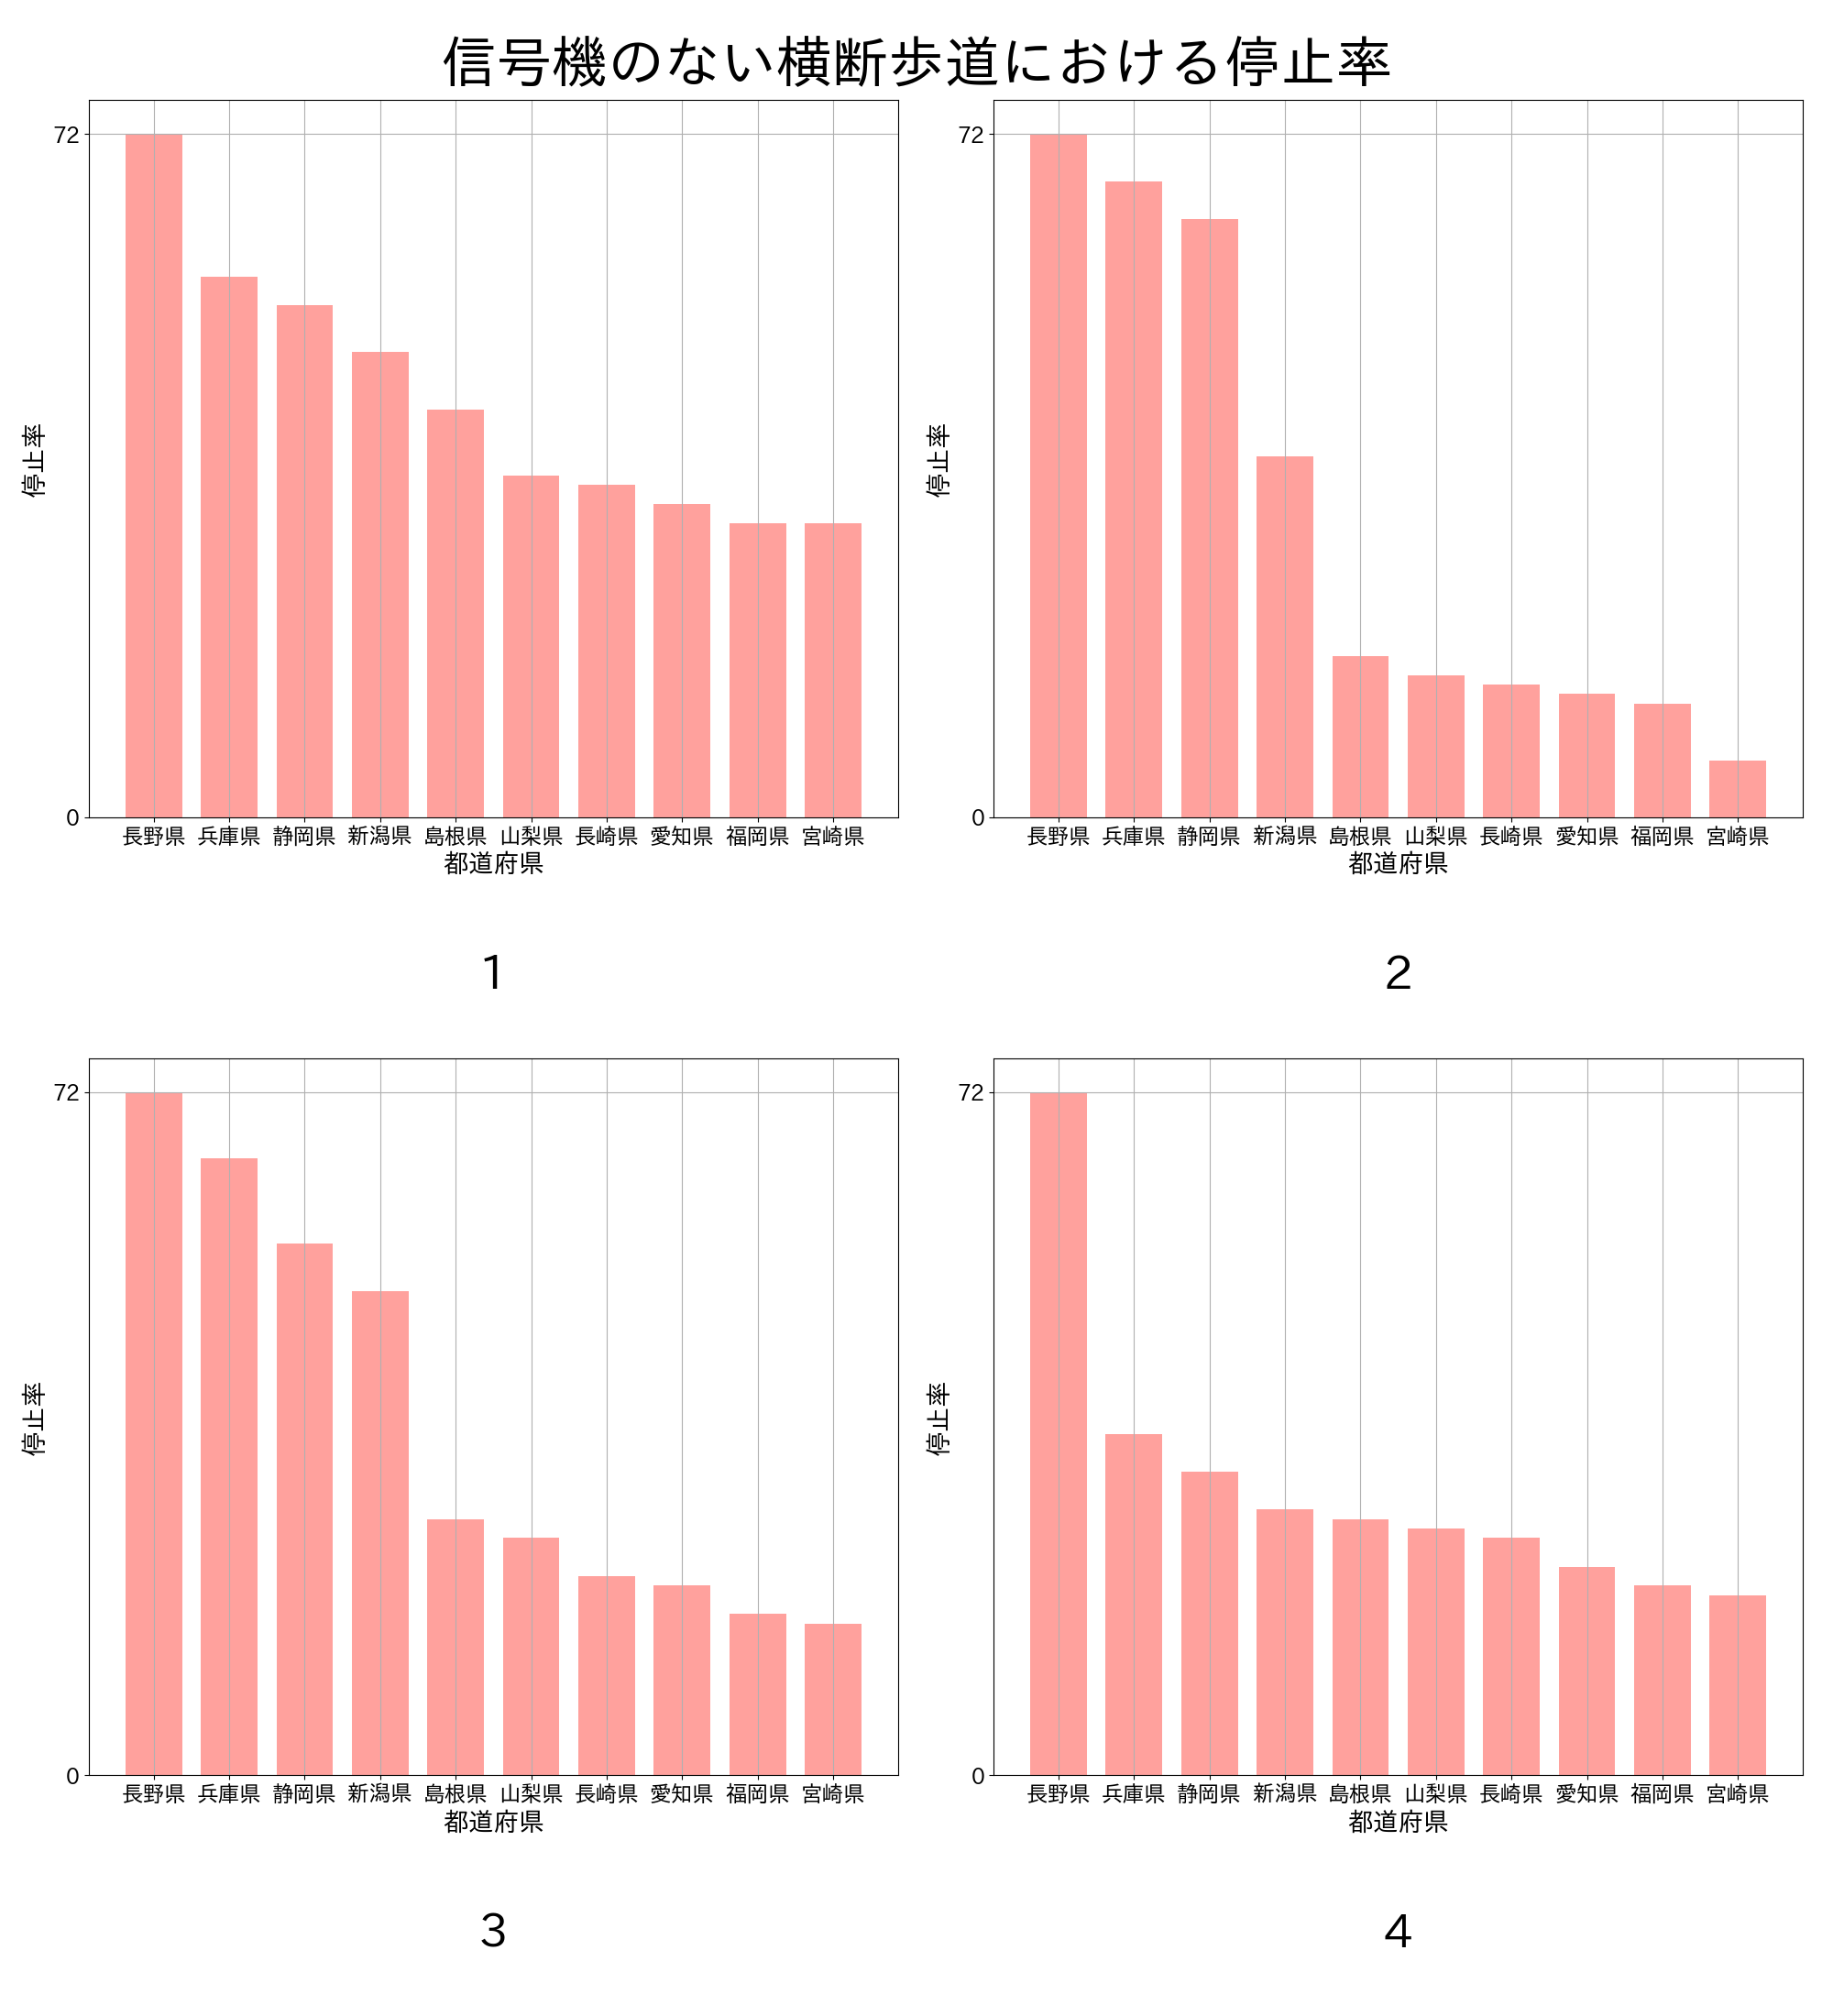 信号機のない横断歩道における停止率
72
0
停止率
長野県 兵庫県 静岡県 新潟県 島根県 山梨県 長崎県 愛知県 福岡県 宮崎県
都道府県
1
72
0
停止率
長野県 兵庫県 静岡県 新潟県 島根県 山梨県 長崎県 愛知県 福岡県 宮崎県
都道府県
2
72
0
停止率
長野県 兵庫県 静岡県 新潟県 島根県 山梨県 長崎県 愛知県 福岡県 宮崎県
都道府県
3
72
0
停止率
長野県 兵庫県 静岡県 新潟県 島根県 山梨県 長崎県 愛知県 福岡県 宮崎県
都道府県
4